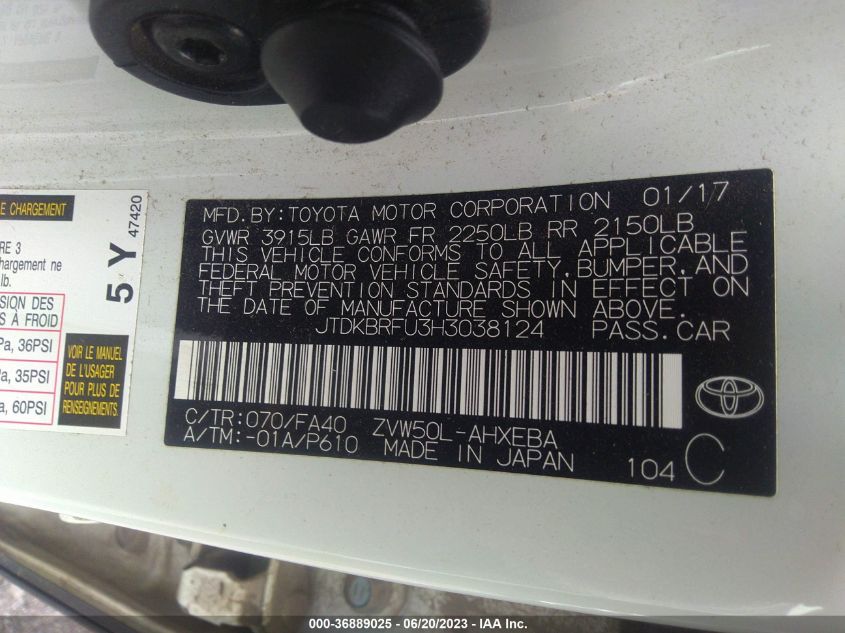 MFD. BY: TOYOTA MOTOR CORPORATION 01/17
GVWR 3915LB GAWR FR 2250LB RR 2150LB
THIS VEHICLE CONFORMS TO ALL APPLICABLE
FEDERAL MOTOR VEHICLE SAFETY, BUMPER, AND
THEFT PREVENTION STANDARDS IN EFFECT ON
THE DATE OF MANUFACTURE SHOWN ABOVE.
JTDKBRFU3H3038124 PASS. CAR
C/TR: 070/FA40 ZVW50L-AHXEBA
A/TM: -01A/P610 MADE IN JAPAN 104 C
E CHARGEMENT
RE 3
hargement ne
lb.
SION DES
S À FROID
Pa, 36PSI
a, 35PSI
a, 60PSI
5 Y
47420
VOIR LE MANUEL
DE L'USAGER
POUR PLUS DE
RENSEIGNEMENTS.
000-36889025 - 06/20/2023 - IAA Inc.